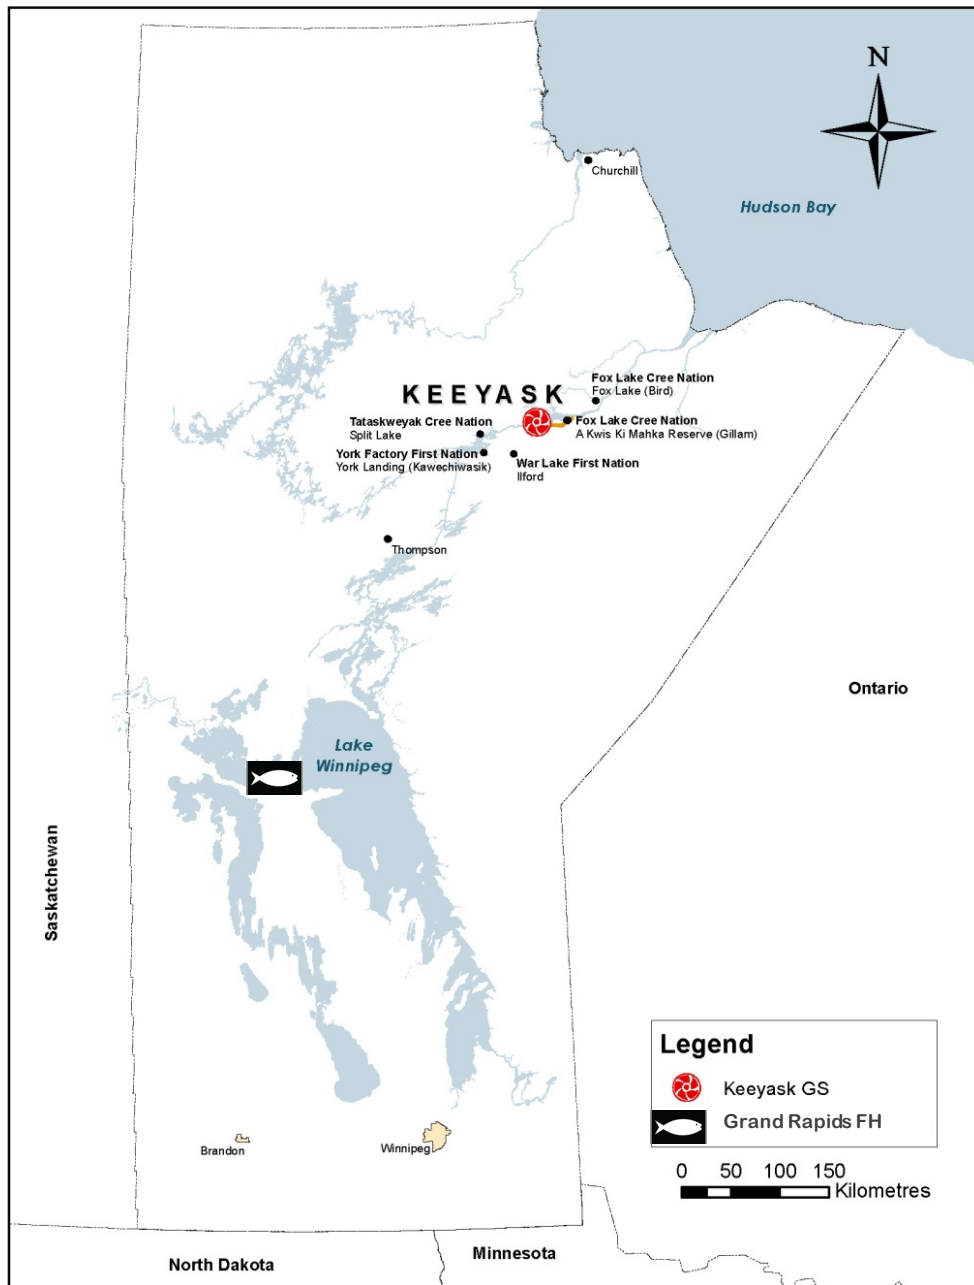 N
Churchill
Hudson Bay
KEEYASK
Fox Lake Cree Nation
Fox Lake (Bird)
Tataskweyak Cree Nation
Split Lake
Fox Lake Cree Nation
A Kwis Ki Mahka Reserve (Gillam)
York Factory First Nation
York Landing (Kawechiwasik)
War Lake First Nation
Ilford
Thompson
Ontario
Lake
Winnipeg
Saskatchewan
Legend
Keeyask GS
Grand Rapids FH
Brandon
Winnipeg
0 50 100 150
Kilometres
North Dakota
Minnesota